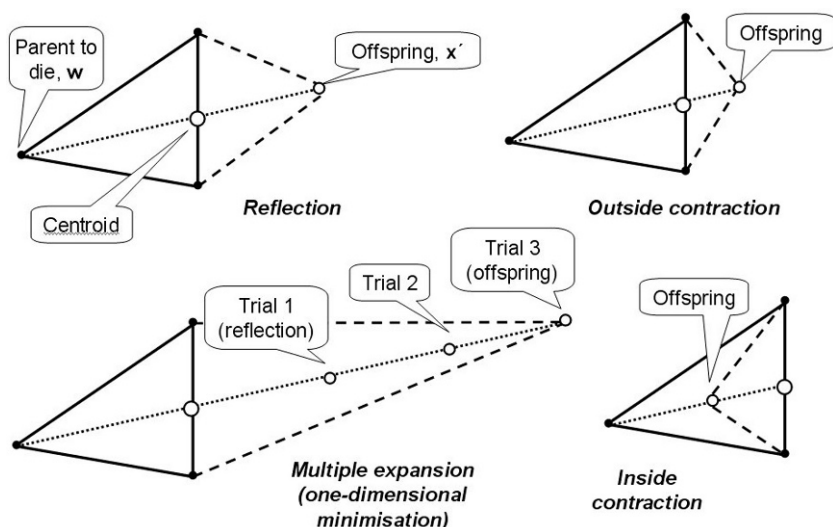 Parent to
die, w
Offspring, x´
Centroid
Reflection
Offspring
Outside contraction
Trial 1
(reflection)
Trial 2
Trial 3
(offspring)
Multiple expansion
(one-dimensional
minimisation)
Offspring
Inside
contraction